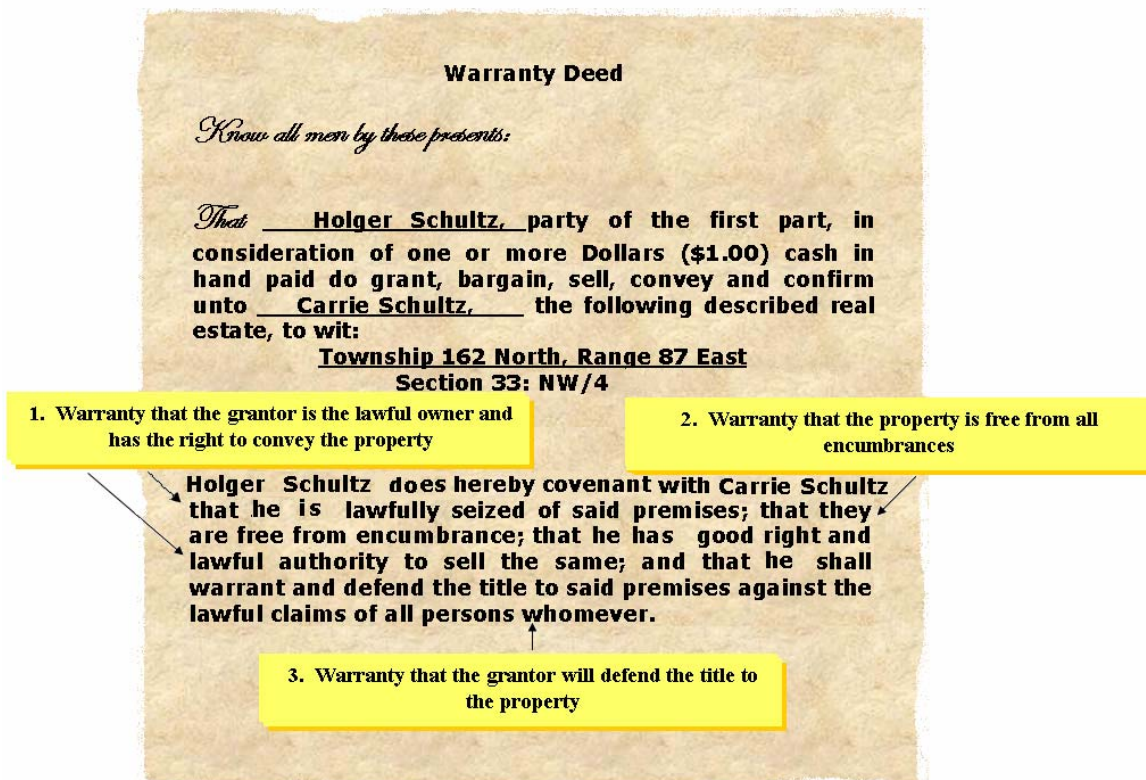 Warranty Deed
Know all men by these presents:
That Holger Schultz, party of the first part, in
consideration of one or more Dollars ($1.00) cash in
hand paid do grant, bargain, sell, convey and confirm
unto Carrie Schultz, the following described real
estate, to wit:
Township 162 North, Range 87 East
Section 33: NW/4
1. Warranty that the grantor is the lawful owner and
has the right to convey the property
2. Warranty that the property is free from all
encumbrances
Holger Schultz does hereby covenant with Carrie Schultz
that he is lawfully seized of said premises; that they
are free from encumbrance; that he has good right and
lawful authority to sell the same; and that he shall
warrant and defend the title to said premises against the
lawful claims of all persons whomever.
3. Warranty that the grantor will defend the title to
the property